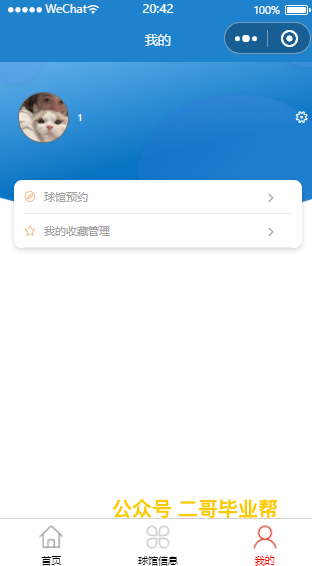 WeChat 20:42 100%
我的
1
球馆预约
我的收藏管理
公众号 二哥毕业帮
首页 球馆信息 我的